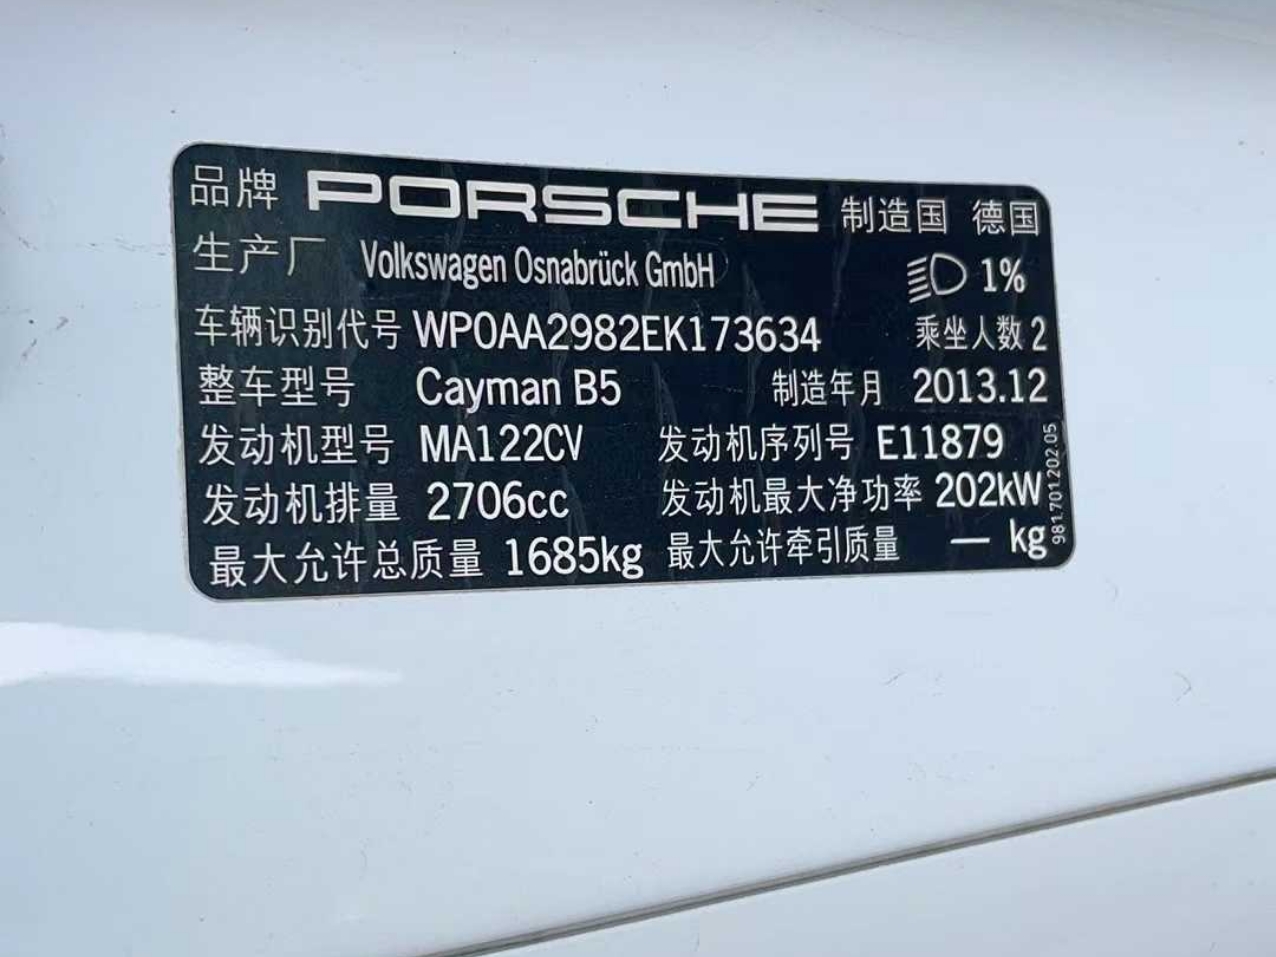 品牌 PORSCHE 制造国 德国
生产厂 Volkswagen Osnabrück GmbH 1%
车辆识别代号 WP0AA2982EK173634 乘坐人数 2
整车型号 Cayman B5 制造年月 2013.12
发动机型号 MA122CV 发动机序列号 E11879
发动机排量 2706cc 发动机最大净功率 202kW
最大允许总质量 1685kg 最大允许牵引质量 — kg
981.701.202.05